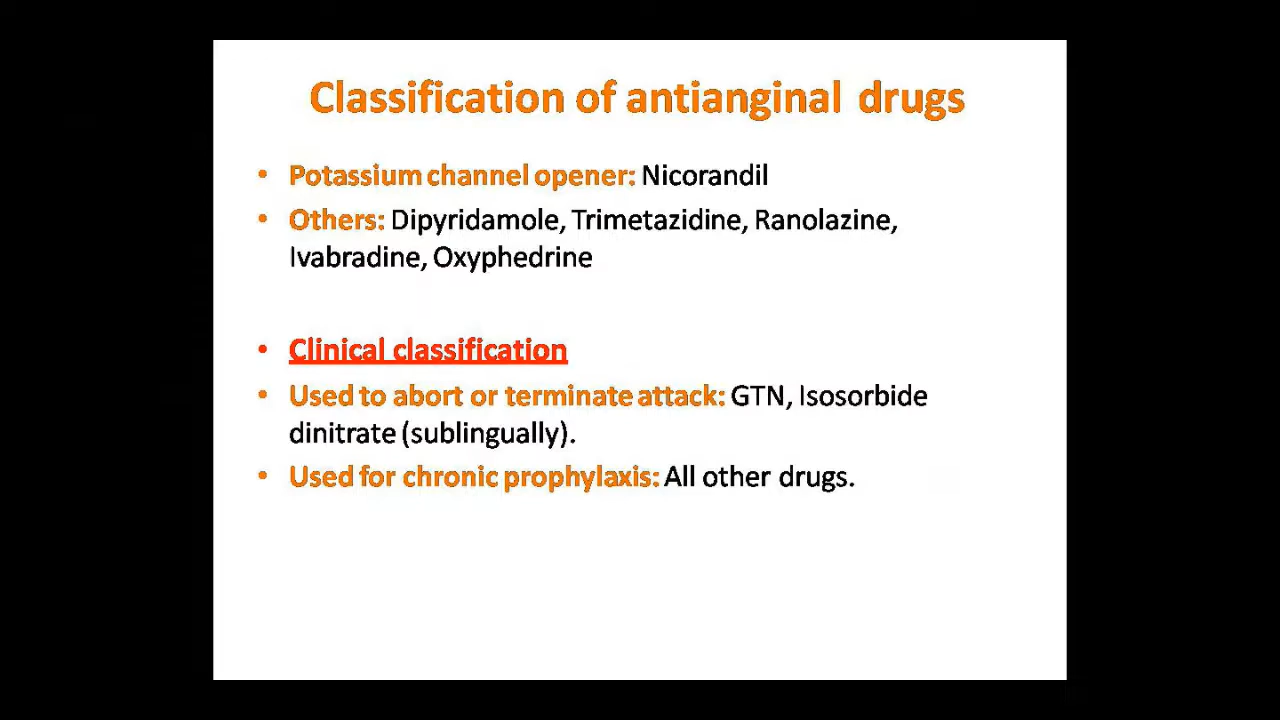 Classification of antianginal drugs
• Potassium channel opener: Nicorandil
• Others: Dipyridamole, Trimetazidine, Ranolazine,
Ivabradine, Oxyphedrine
• Clinical classification
• Used to abort or terminate attack: GTN, Isosorbide
dinitrate (sublingually).
• Used for chronic prophylaxis: All other drugs.